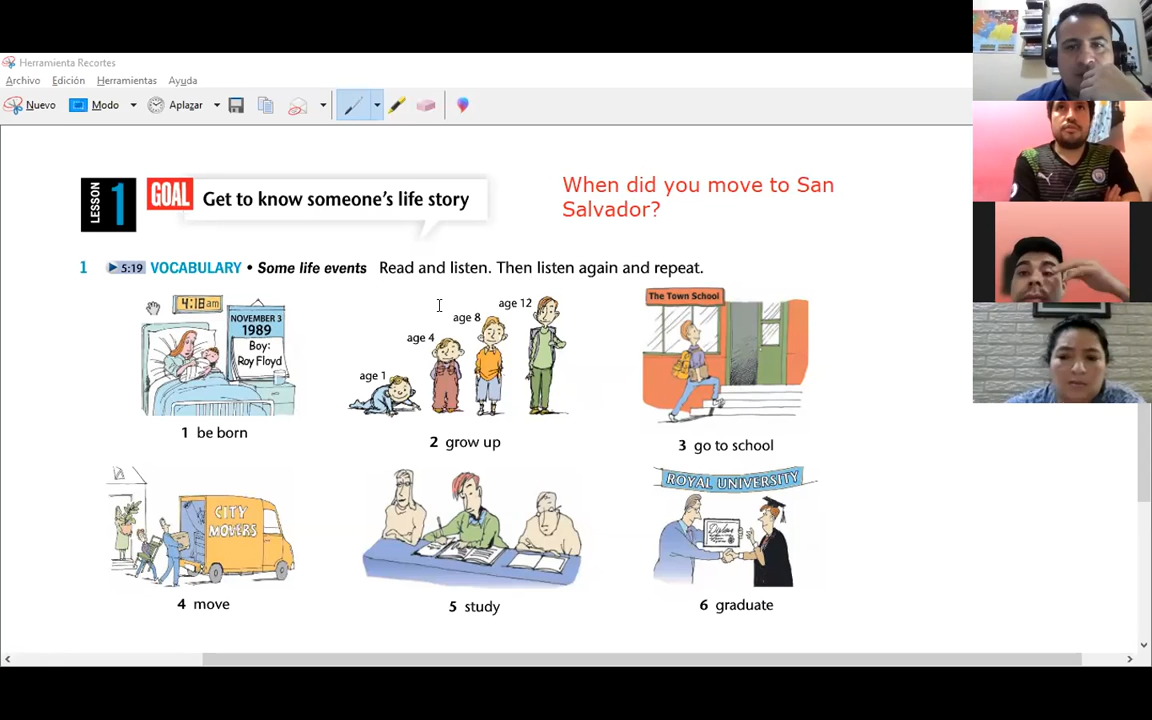 Herramienta Recortes
Archivo Edición Herramientas Ayuda
Nuevo Modo Aplazar
LESSON 1
GOAL Get to know someone's life story
When did you move to San
Salvador?
1 5:19 VOCABULARY • Some life events Read and listen. Then listen again and repeat.
4:18am
NOVEMBER 3
1989
Boy:
Roy Floyd
age 1
age 4
age 8
age 12
The Town School
1 be born
2 grow up
3 go to school
CITY
MOVERS
ROYAL UNIVERSITY
Diploma
4 move
5 study
6 graduate